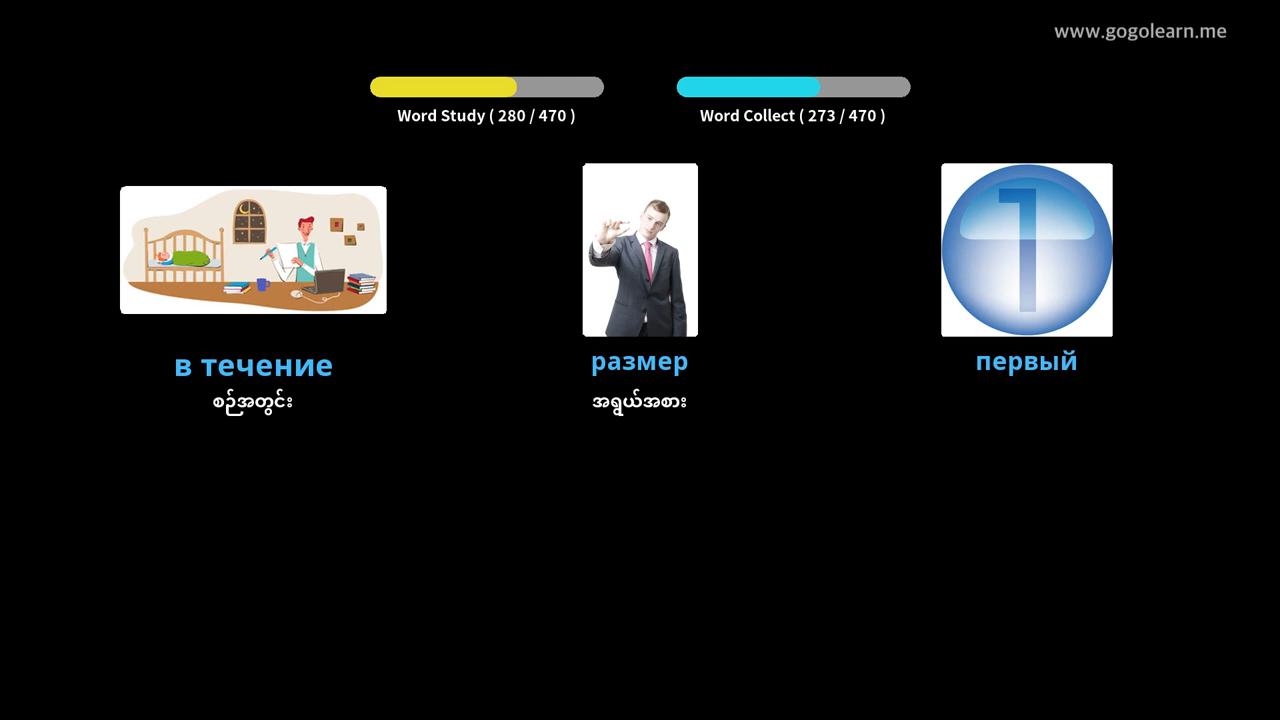 www.gogolearn.me
Word Study ( 280 / 470 )
Word Collect ( 273 / 470 )
1
в течение
စဉ်အတွင်း
размер
အရွယ်အစား
первый